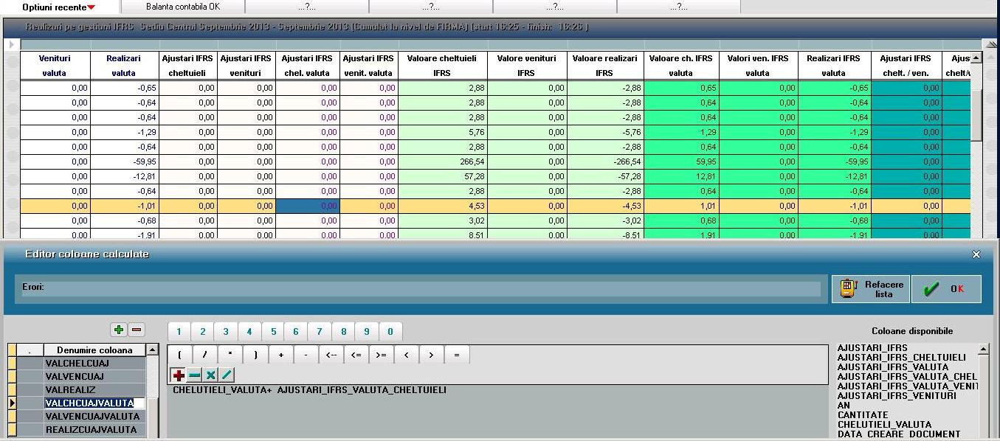 Optiuni recente Balanta contabila OK ...?... ...?... ...?... ...?...
Realizari pe gestiuni IFRS Sediu Central Septembrie 2013 - Septembrie 2013 (Cumulat la nivel de FIRMA) (start 16:25 - finish: 16:26 )
Venituri Realizari Ajustari IFRS Ajustari IFRS Ajustari IFRS Ajustari IFRS Valoare cheltuieli Valore venituri Valoare realizari Valoare ch. IFRS Valori ven. IFRS Realizari IFRS Ajustari IFRS Ajus
valuta valuta cheltuieli venituri chel. valuta venit. valuta IFRS IFRS IFRS valuta valuta valuta chelt. / ven. chelt/v
0,00 -0,65 0,00 0,00 0,00 0,00 2,88 0,00 -2,88 0,65 0,00 -0,65 0,00
0,00 -0,64 0,00 0,00 0,00 0,00 2,88 0,00 -2,88 0,64 0,00 -0,64 0,00
0,00 -0,64 0,00 0,00 0,00 0,00 2,88 0,00 -2,88 0,64 0,00 -0,64 0,00
0,00 -1,29 0,00 0,00 0,00 0,00 5,76 0,00 -5,76 1,29 0,00 -1,29 0,00
0,00 -0,64 0,00 0,00 0,00 0,00 2,88 0,00 -2,88 0,64 0,00 -0,64 0,00
0,00 -59,95 0,00 0,00 0,00 0,00 266,54 0,00 -266,54 59,95 0,00 -59,95 0,00
0,00 -12,81 0,00 0,00 0,00 0,00 57,28 0,00 -57,28 12,81 0,00 -12,81 0,00
0,00 -0,64 0,00 0,00 0,00 0,00 2,88 0,00 -2,88 0,64 0,00 -0,64 0,00
0,00 -1,01 0,00 0,00 0,00 0,00 4,53 0,00 -4,53 1,01 0,00 -1,01 0,00
0,00 -0,68 0,00 0,00 0,00 0,00 3,02 0,00 -3,02 0,68 0,00 -0,68 0,00
0,00 -1,91 0,00 0,00 0,00 0,00 8,51 0,00 -8,51 1,91 0,00 -1,91 0,00
Editor coloane calculate
Erori:
Refacere lista
OK
1 2 3 4 5 6 7 8 9 0
Coloane disponibile
. Denumire coloana
( / * ) + - <-- <= >= < > =
VALCHELCUAJ
VALVENCUAJ
VALREALIZ
VALCHCUAJVALUTA
VALVENCUAJVALUTA
REALIZCUAJVALUTA
CHELUTIELI_VALUTA+ AJUSTARI_IFRS_VALUTA_CHELTUIELI
AJUSTARI_IFRS
AJUSTARI_IFRS_CHELTUIELI
AJUSTARI_IFRS_VALUTA
AJUSTARI_IFRS_VALUTA_CHEL
AJUSTARI_IFRS_VALUTA_VENIT
AJUSTARI_IFRS_VENITURI
AN
CANTITATE
CHELUTIELI_VALUTA
DATA_CREARE_DOCUMENT